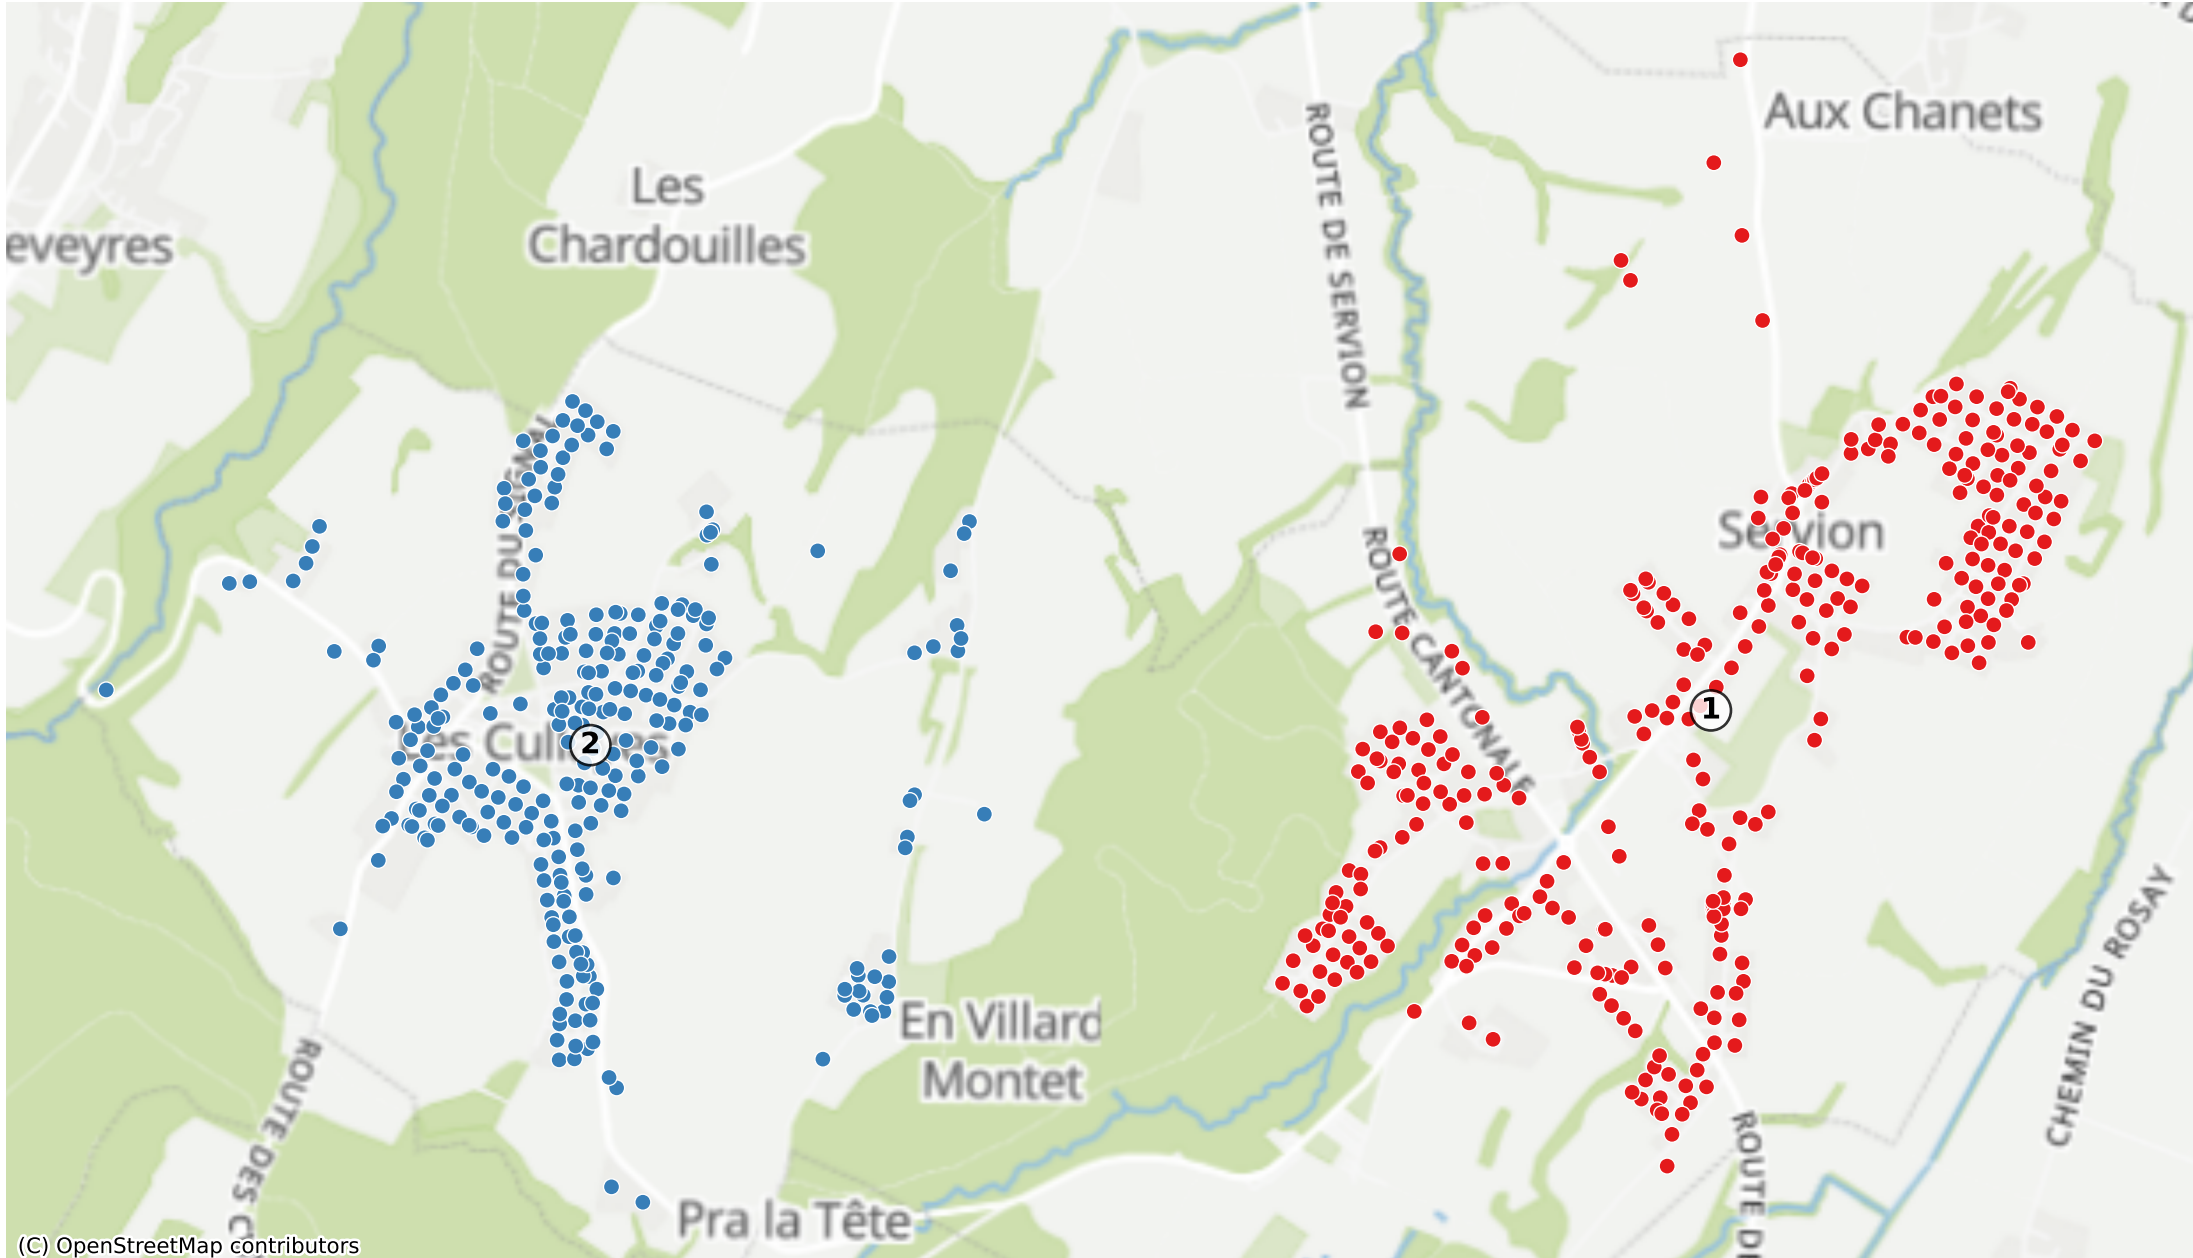 Aux Chanets
Les
Chardouilles
eveyres
ROUTE DE SERVION
ROUTE DU
Servion
ROUTE CANTONALE
1
2
CHEMIN DU ROSAY
En Villard
Montet
ROUTE DES C
ROUTE DE
Pra la Tête
(C) OpenStreetMap contributors